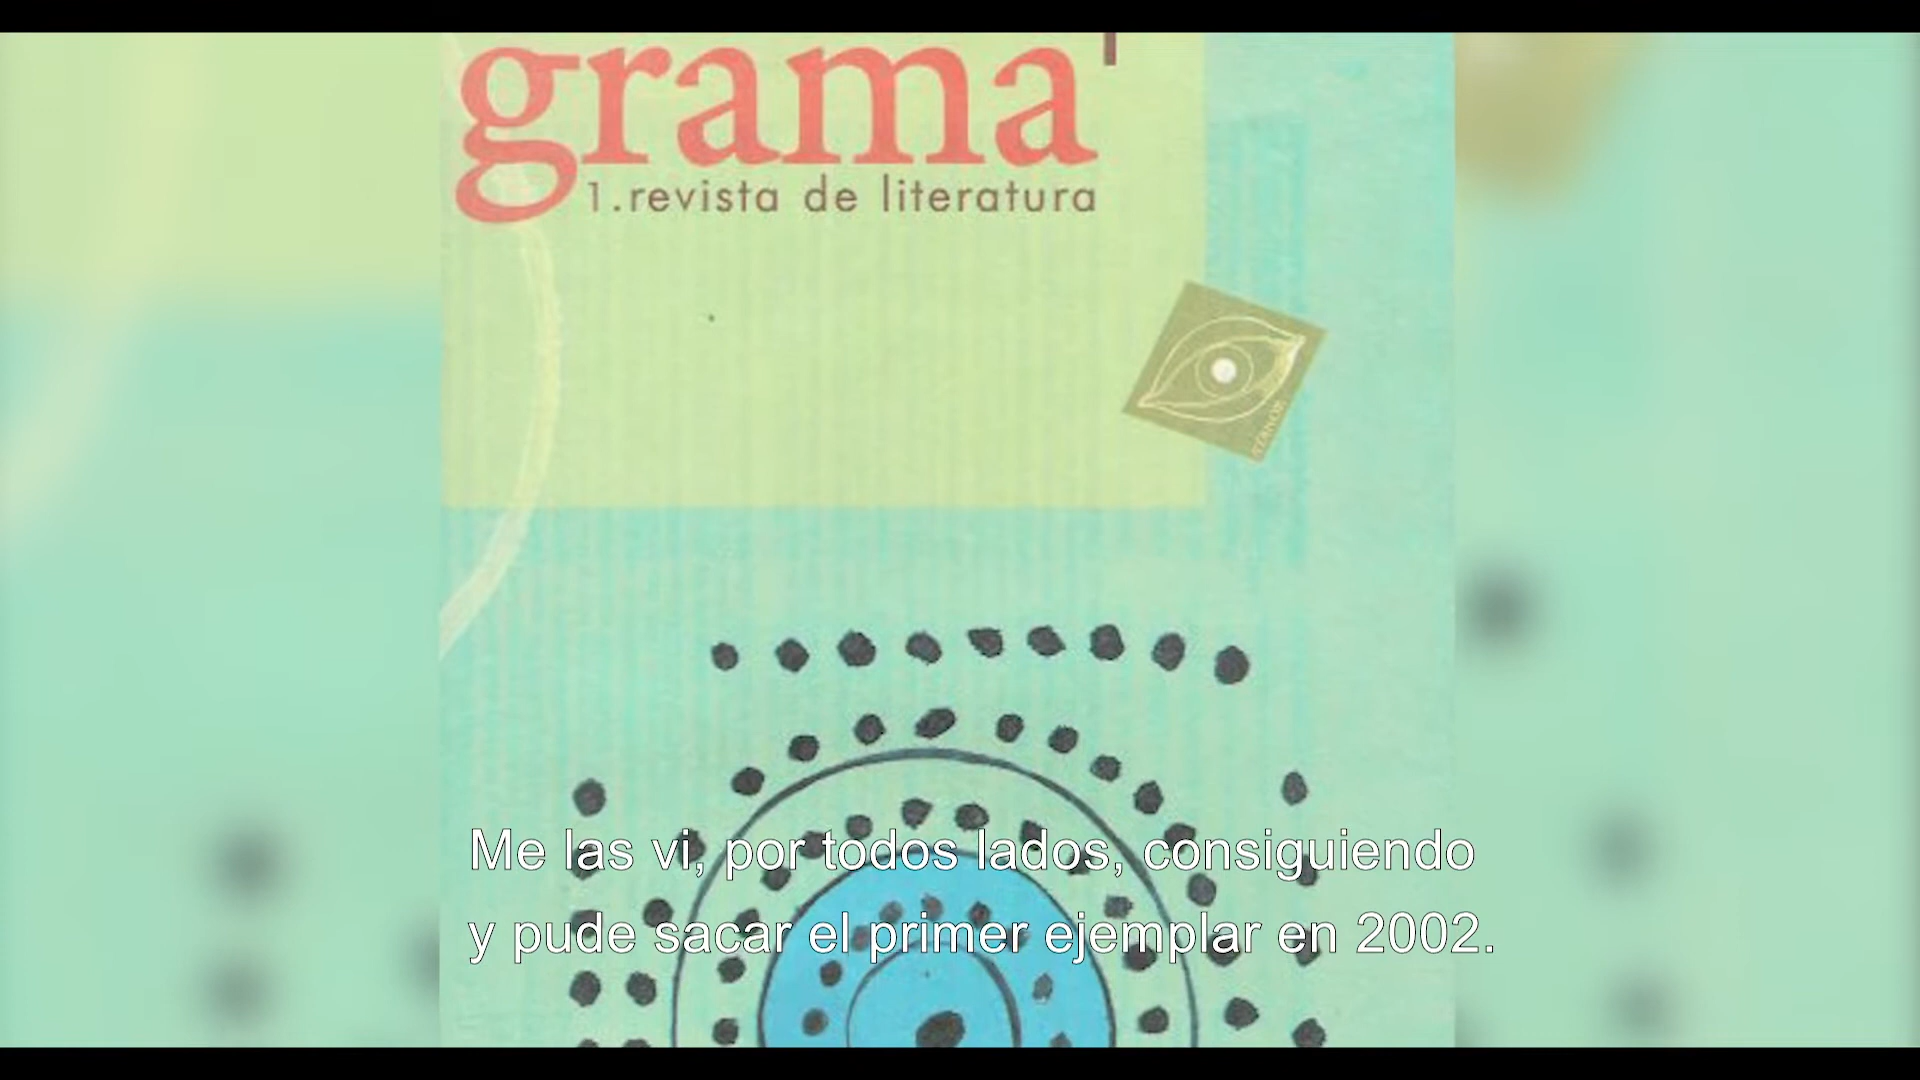 grama
1.revista de literatura
Me las vi, por todos lados, consiguiendo
y pude sacar el primer ejemplar en 2002.